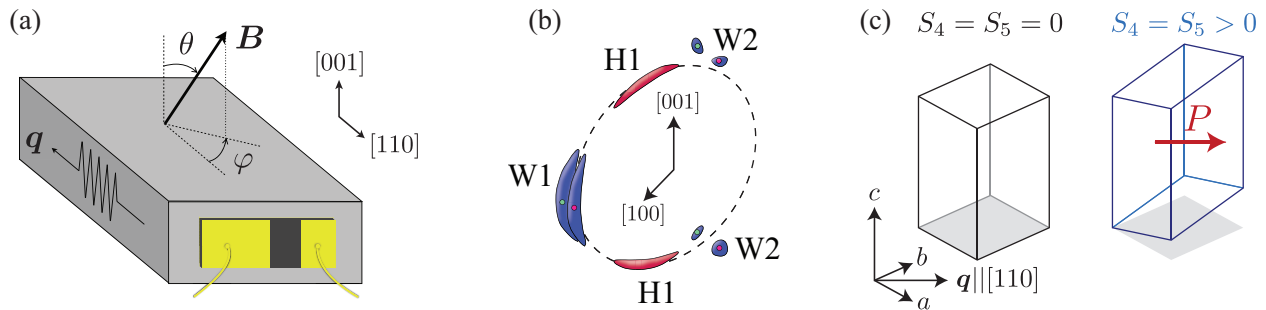 (a)
θ
B
[001]
[110]
q
φ
(b)
W2
H1
[001]
W1
[100]
W2
H1
(c)
S₄ = S₅ = 0
S₄ = S₅ > 0
P
c
b
q||[110]
a